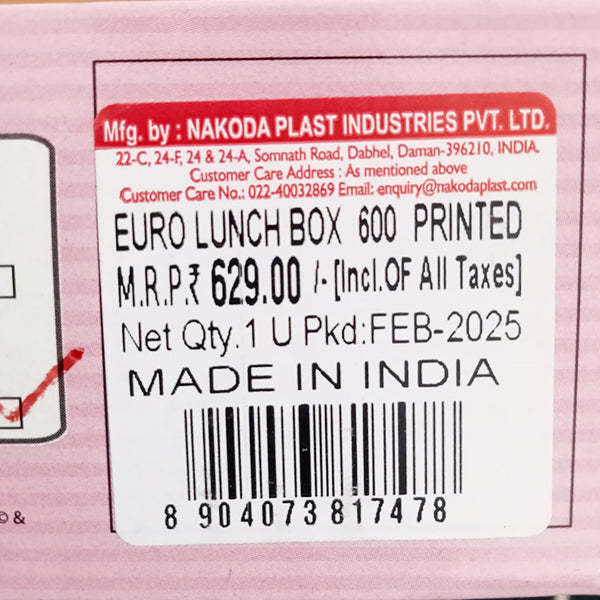 Mfg. by : NAKODA PLAST INDUSTRIES PVT. LTD.
22-C, 24-F, 24 & 24-A, Somnath Road, Dabhel, Daman-396210, INDIA.
Customer Care Address : As mentioned above
Customer Care No.: 022-40032869 Email: enquiry@nakodaplast.com
EURO LUNCH BOX 600 PRINTED
M.R.P.₹ 629.00 /- [Incl.OF All Taxes]
Net Qty.1 U Pkd:FEB-2025
MADE IN INDIA
8 904073 817478
© &